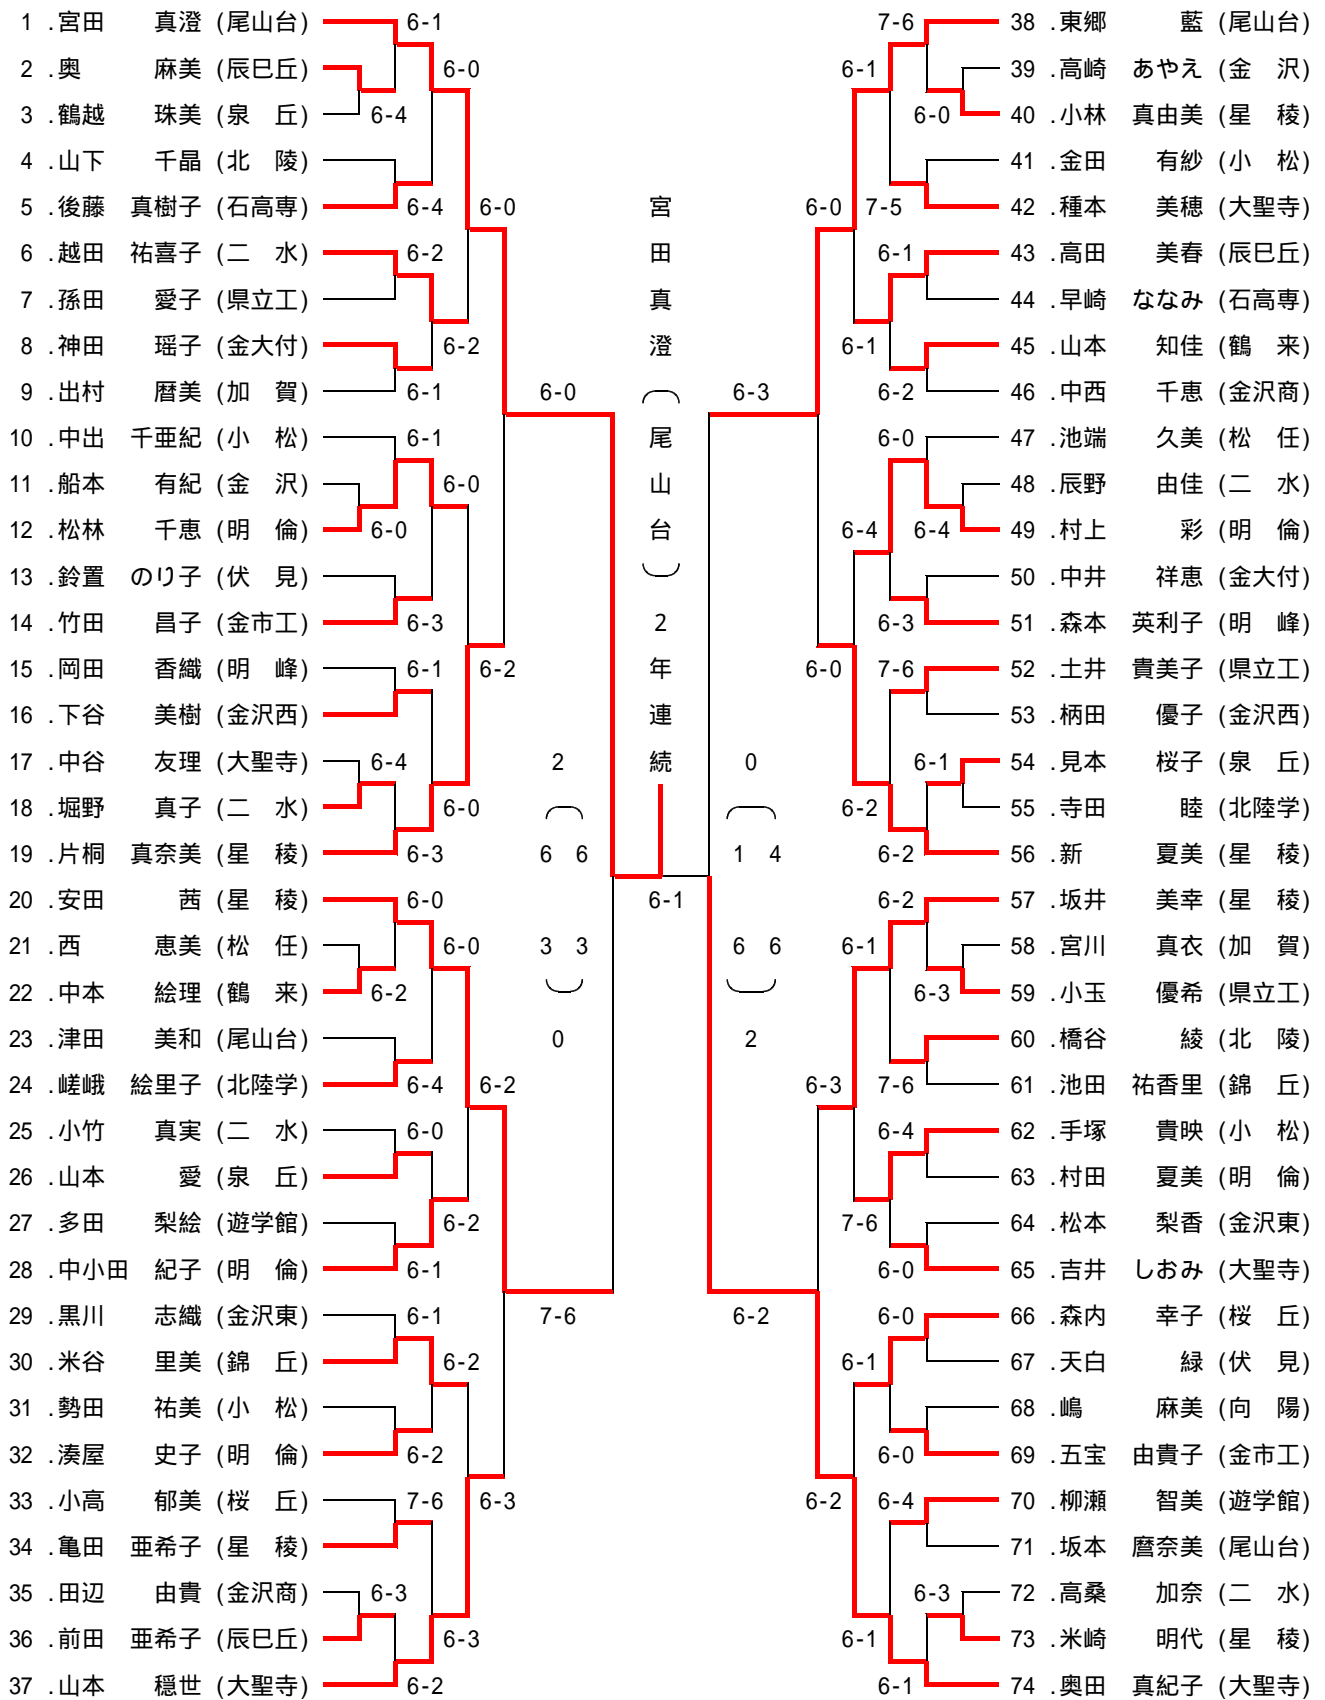 1 .宮田 真澄 (尾山台)
2 .奥 麻美 (辰巳丘)
3 .鶴越 珠美 (泉 丘)
4 .山下 千晶 (北 陵)
5 .後藤 真樹子 (石高専)
6 .越田 祐喜子 (二 水)
7 .孫田 愛子 (県立工)
8 .神田 瑶子 (金大付)
9 .出村 暦美 (加 賀)
10 .中出 千亜紀 (小 松)
11 .船本 有紀 (金 沢)
12 .松林 千恵 (明 倫)
13 .鈴置 のり子 (伏 見)
14 .竹田 昌子 (金市工)
15 .岡田 香織 (明 峰)
16 .下谷 美樹 (金沢西)
17 .中谷 友理 (大聖寺)
18 .堀野 真子 (二 水)
19 .片桐 真奈美 (星 稜)
20 .安田 茜 (星 稜)
21 .西 恵美 (松 任)
22 .中本 絵理 (鶴 来)
23 .津田 美和 (尾山台)
24 .嵯峨 絵里子 (北陸学)
25 .小竹 真実 (二 水)
26 .山本 愛 (泉 丘)
27 .多田 梨絵 (遊学館)
28 .中小田 紀子 (明 倫)
29 .黒川 志織 (金沢東)
30 .米谷 里美 (錦 丘)
31 .勢田 祐美 (小 松)
32 .湊屋 史子 (明 倫)
33 .小高 郁美 (桜 丘)
34 .亀田 亜希子 (星 稜)
35 .田辺 由貴 (金沢商)
36 .前田 亜希子 (辰巳丘)
37 .山本 穏世 (大聖寺)
6-1
6-4
6-4
6-2
6-1
6-1
6-0
6-3
6-1
6-4
6-3
6-0
6-2
6-4
6-0
6-1
6-1
6-2
7-6
6-3
6-2
6-0
6-2
6-0
6-0
6-0
6-2
6-2
6-3
6-0
6-2
6-2
6-3
6-0
7-6
2
6 6
3 3
0
宮田真澄(尾山台)2年連続
6-1
0
1 4
6 6
2
6-3
6-2
6-0
6-0
6-3
6-2
6-1
6-1
6-4
6-2
6-1
7-6
6-1
6-1
7-6
6-0
7-5
6-1
6-2
6-0
6-4
6-3
7-6
6-1
6-2
6-2
6-3
7-6
6-4
6-0
6-0
6-0
6-4
6-3
6-1
38 .東郷 藍 (尾山台)
39 .高崎 あやえ (金 沢)
40 .小林 真由美 (星 稜)
41 .金田 有紗 (小 松)
42 .種本 美穂 (大聖寺)
43 .高田 美春 (辰巳丘)
44 .早崎 ななみ (石高専)
45 .山本 知佳 (鶴 来)
46 .中西 千恵 (金沢商)
47 .池端 久美 (松 任)
48 .辰野 由佳 (二 水)
49 .村上 彩 (明 倫)
50 .中井 祥恵 (金大付)
51 .森本 英利子 (明 峰)
52 .土井 貴美子 (県立工)
53 .柄田 優子 (金沢西)
54 .見本 桜子 (泉 丘)
55 .寺田 睦 (北陸学)
56 .新 夏美 (星 稜)
57 .坂井 美幸 (星 稜)
58 .宮川 真衣 (加 賀)
59 .小玉 優希 (県立工)
60 .橋谷 綾 (北 陵)
61 .池田 祐香里 (錦 丘)
62 .手塚 貴映 (小 松)
63 .村田 夏美 (明 倫)
64 .松本 梨香 (金沢東)
65 .吉井 しおみ (大聖寺)
66 .森内 幸子 (桜 丘)
67 .天白 緑 (伏 見)
68 .嶋 麻美 (向 陽)
69 .五宝 由貴子 (金市工)
70 .柳瀬 智美 (遊学館)
71 .坂本 麿奈美 (尾山台)
72 .高桑 加奈 (二 水)
73 .米崎 明代 (星 稜)
74 .奥田 真紀子 (大聖寺)